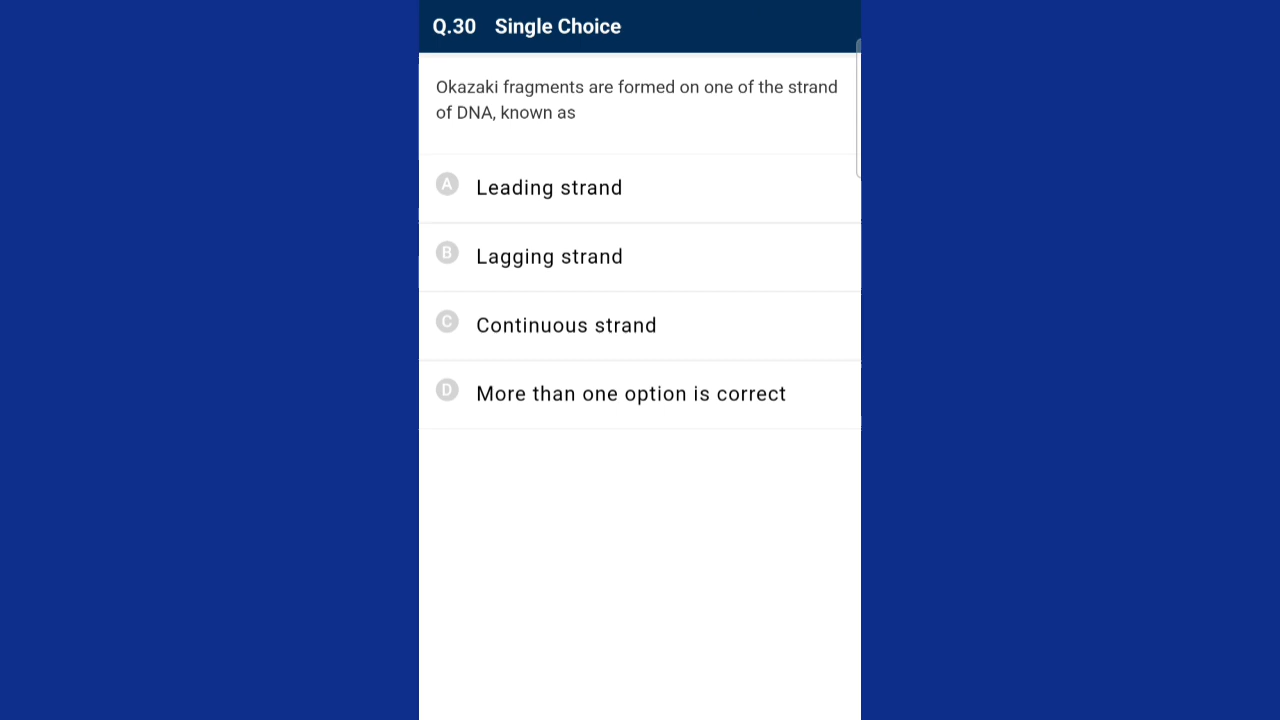 Q.30 Single Choice
Okazaki fragments are formed on one of the strand
of DNA, known as
A Leading strand
B Lagging strand
C Continuous strand
D More than one option is correct